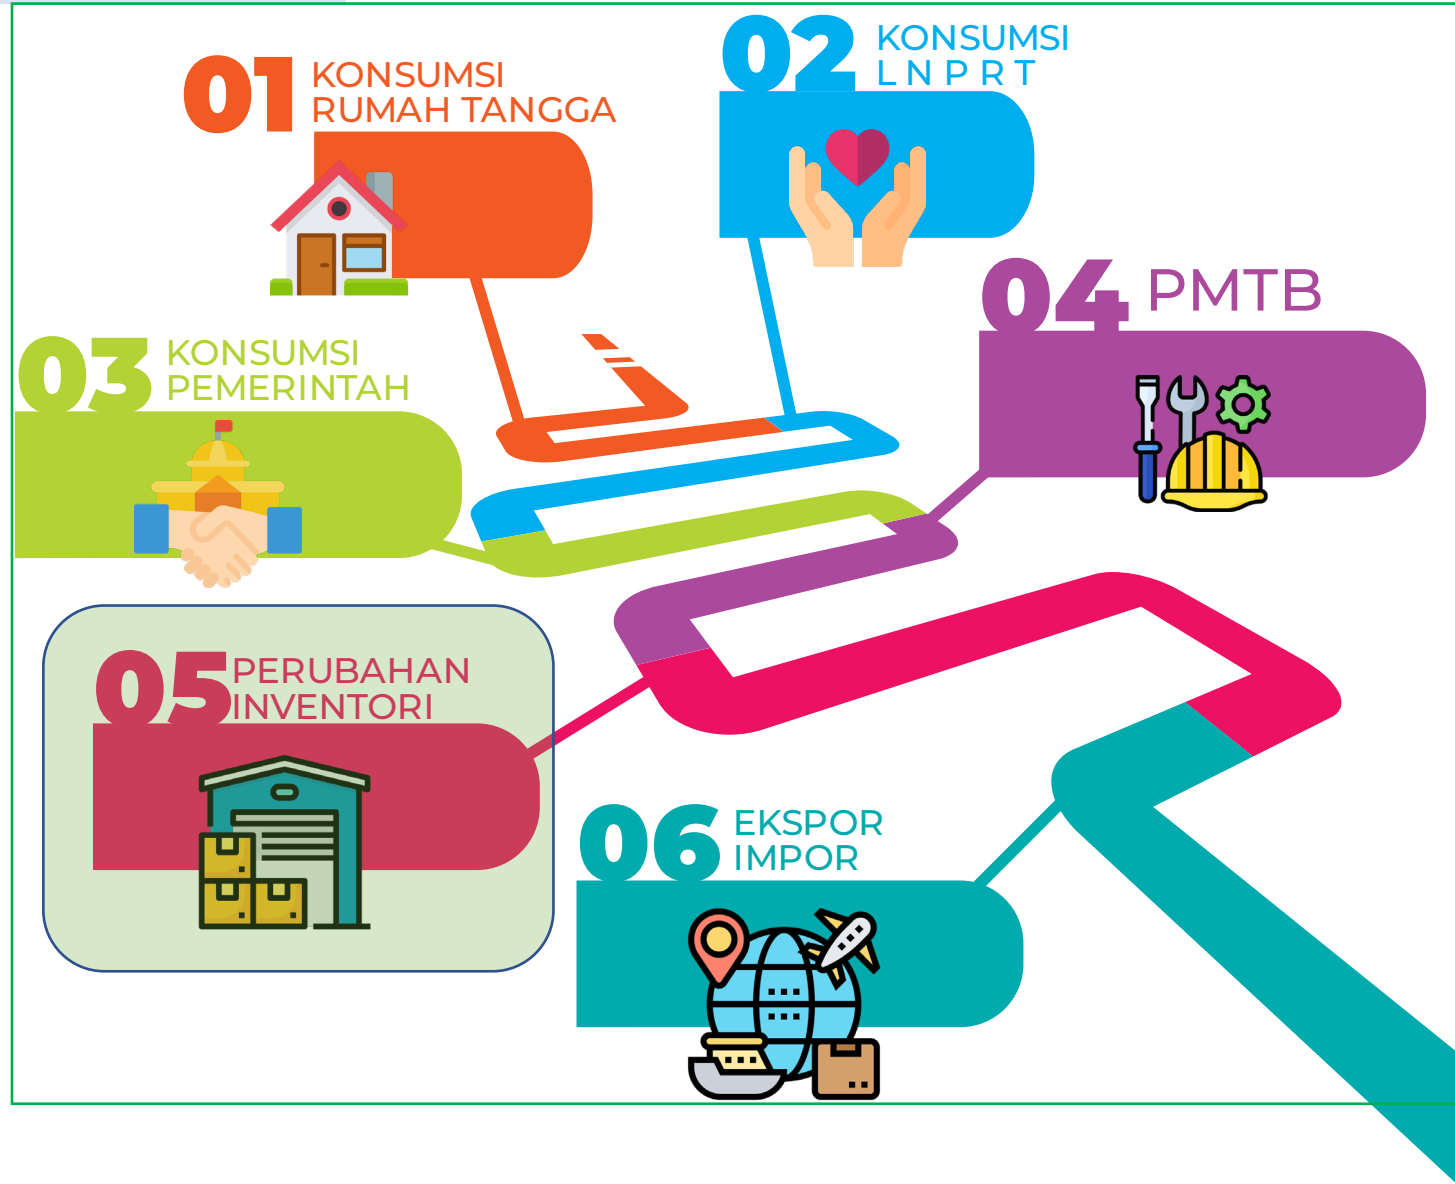 01
KONSUMSI
RUMAH TANGGA
02
KONSUMSI
L N P R T
03
KONSUMSI
PEMERINTAH
04
PMTB
05
PERUBAHAN
INVENTORI
06
EKSPOR
IMPOR